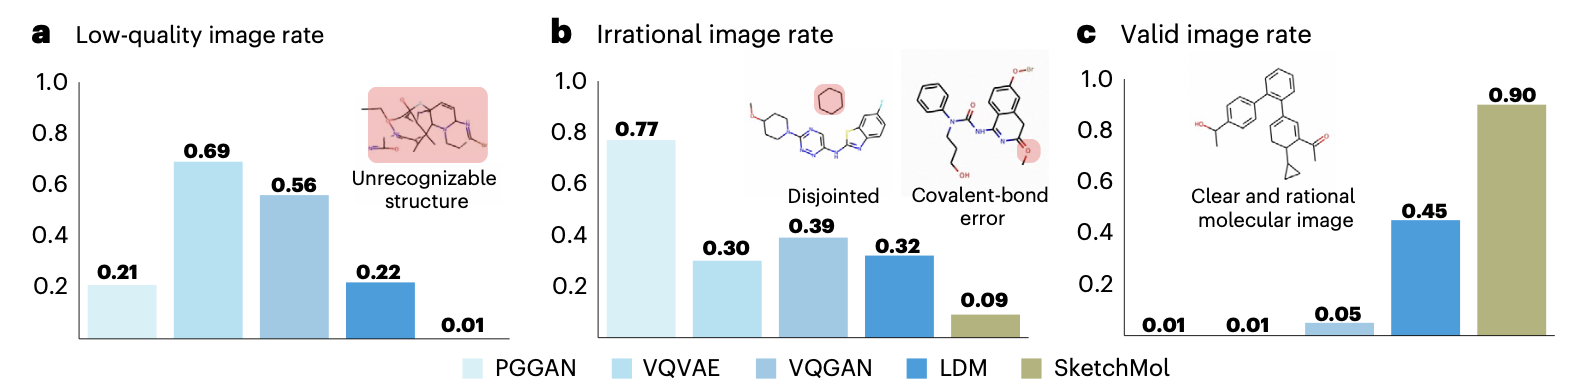 a Low-quality image rate
1.0
0.8
0.6
0.4
0.2
0.21
0.69
0.56
0.22
0.01
Unrecognizable
structure
b Irrational image rate
1.0
0.8
0.6
0.4
0.2
0.77
0.30
0.39
0.32
0.09
Disjointed
Covalent-bond
error
c Valid image rate
1.0
0.8
0.6
0.4
0.2
0.01
0.01
0.05
0.45
0.90
HO
O
Clear and rational
molecular image
PGGAN VQVAE VQGAN LDM SketchMol